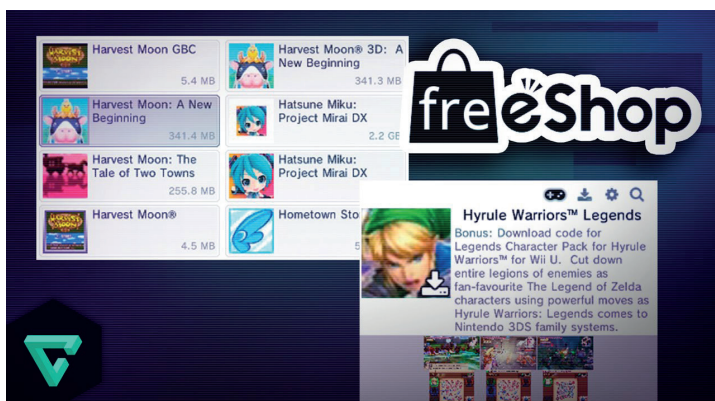 Harvest Moon GBC
5.4 MB
Harvest Moon® 3D: A
New Beginning
341.3 MB
Harvest Moon: A New
Beginning
341.4 MB
Hatsune Miku:
Project Mirai DX
2.2 GB
Harvest Moon: The
Tale of Two Towns
255.8 MB
Hatsune Miku:
Project Mirai DX
Harvest Moon®
4.5 MB
Hometown Sto
5
freeShop
Hyrule Warriors™ Legends
Bonus: Download code for
Legends Character Pack for Hyrule
Warriors™ for Wii U. Cut down
entire legions of enemies as
fan-favourite The Legend of Zelda
characters using powerful moves as
Hyrule Warriors: Legends comes to
Nintendo 3DS family systems.